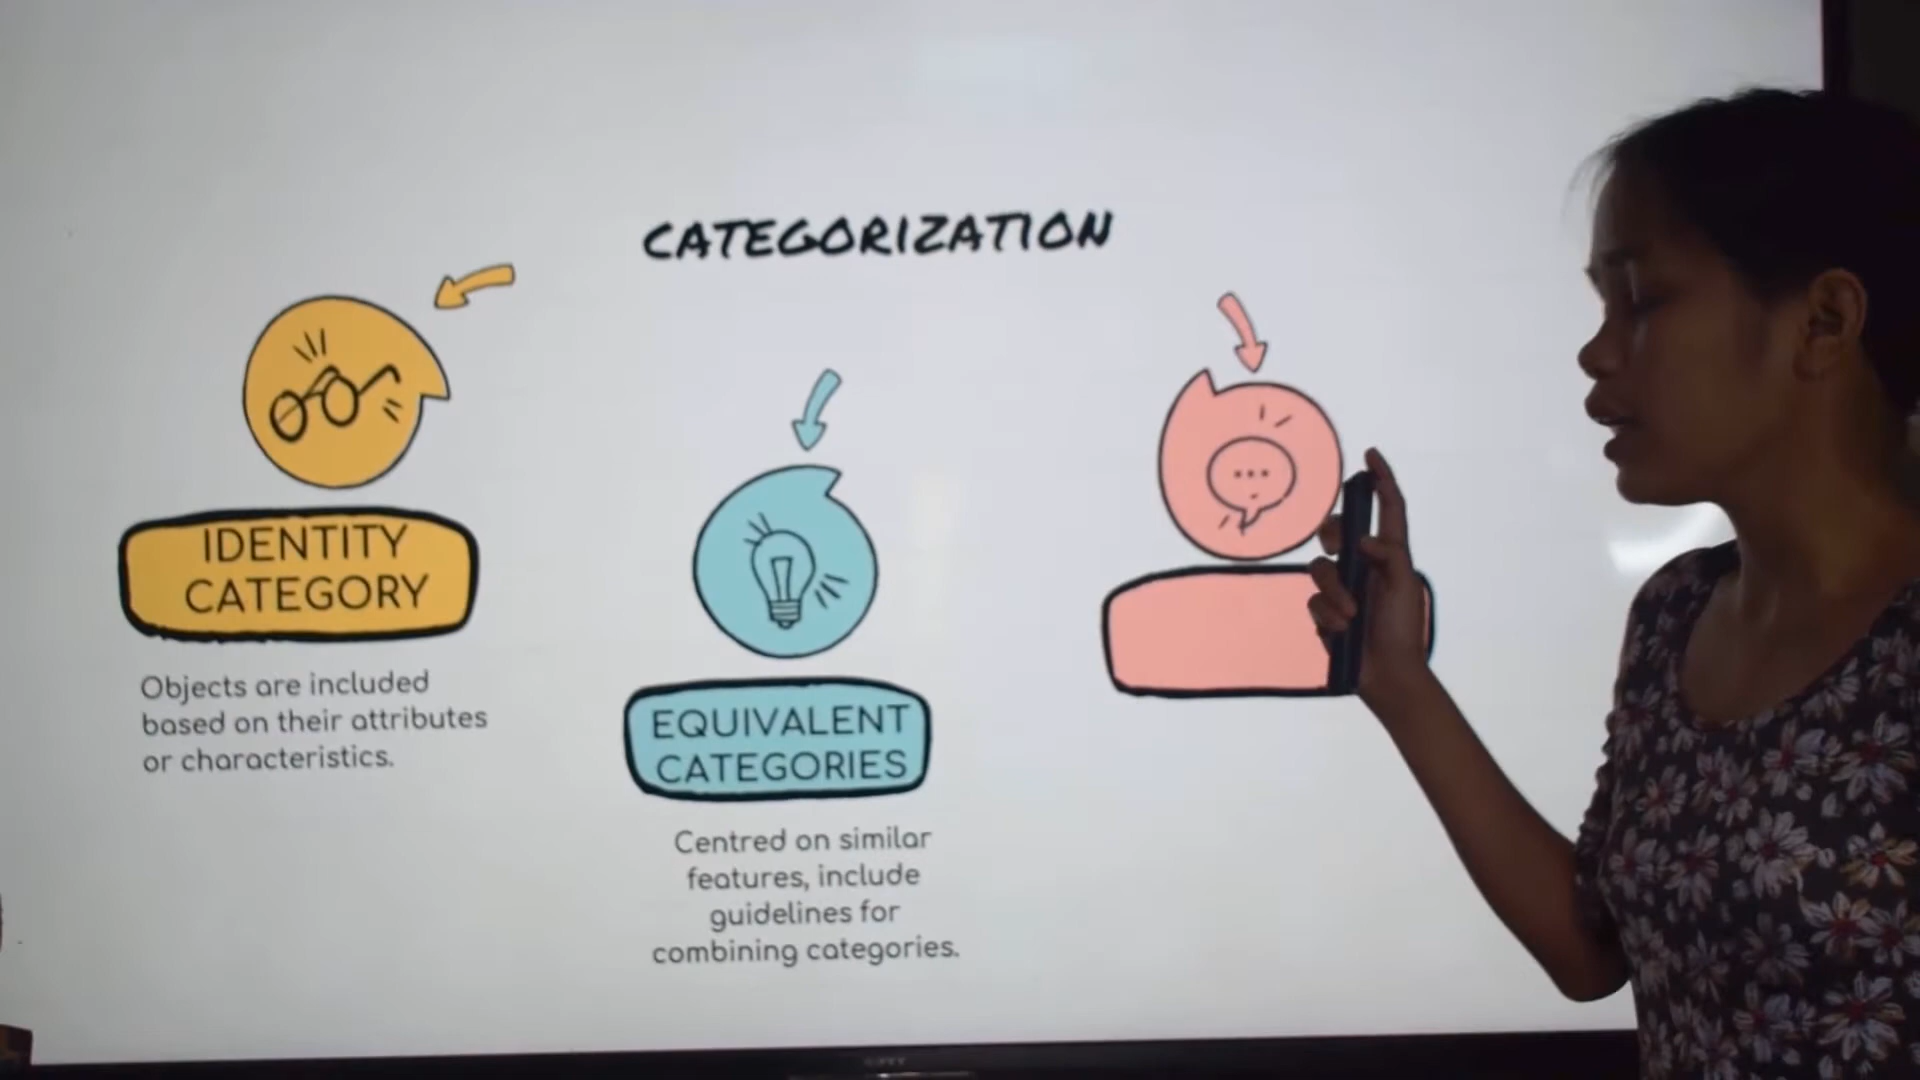 CATEGORIZATION
IDENTITY
CATEGORY
Objects are included
based on their attributes
or characteristics.
EQUIVALENT
CATEGORIES
Centred on similar
features, include
guidelines for
combining categories.